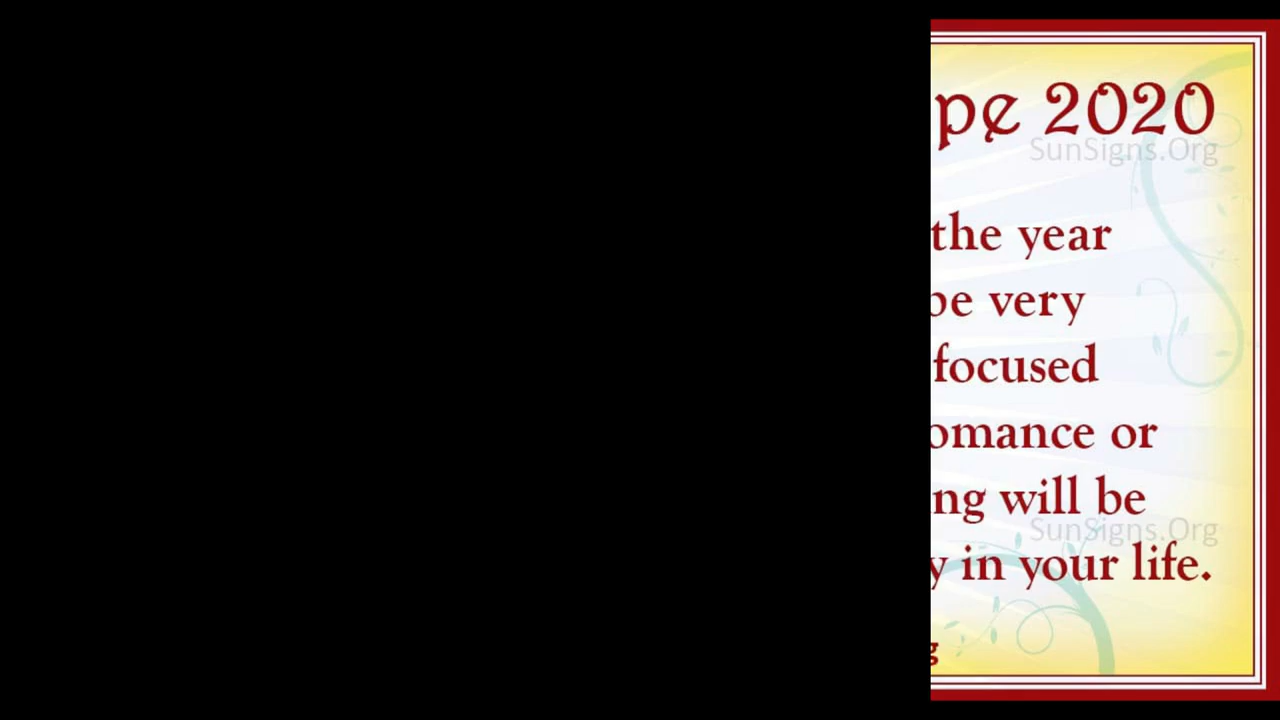 pe 2020
SunSigns.Org
the year
be very
focused
omance or
ng will be
SunSigns.Org
y in your life.
g